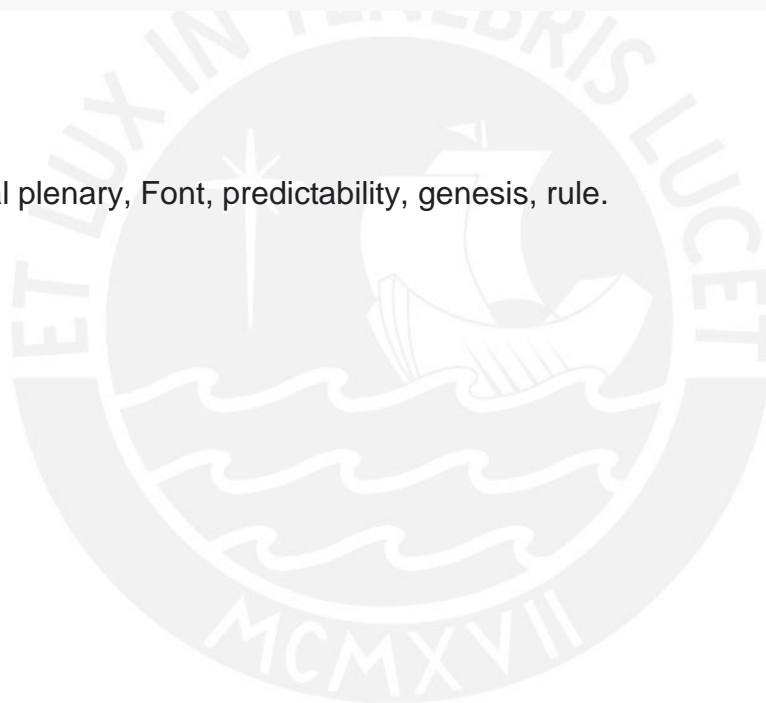 ET LUX IN TENEBRIS LUCET
plenary, Font, predictability, genesis, rule.
MCMXVII